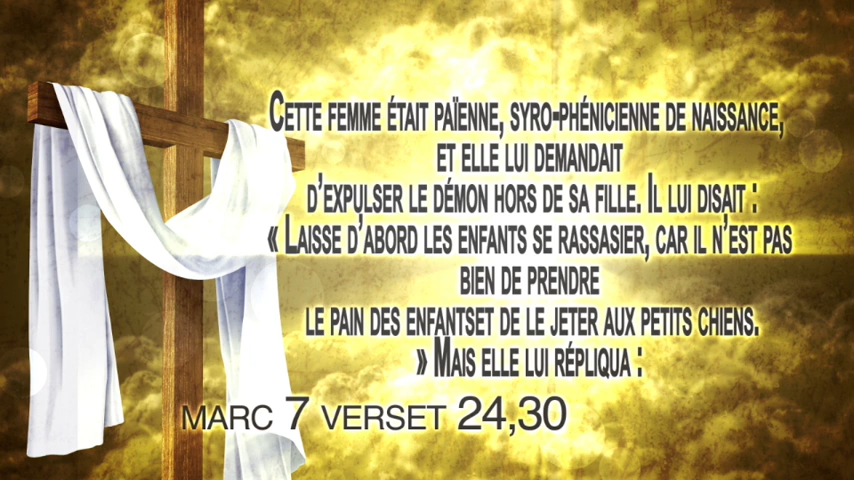 CETTE FEMME ÉTAIT PAÏENNE, SYRO-PHÉNICIENNE DE NAISSANCE,
ET ELLE LUI DEMANDAIT
D'EXPULSER LE DÉMON HORS DE SA FILLE. IL LUI DISAIT :
« LAISSE D'ABORD LES ENFANTS SE RASSASIER, CAR IL N'EST PAS
BIEN DE PRENDRE
LE PAIN DES ENFANTSET DE LE JETER AUX PETITS CHIENS.
» MAIS ELLE LUI RÉPLIQUA :
MARC 7 VERSET 24,30